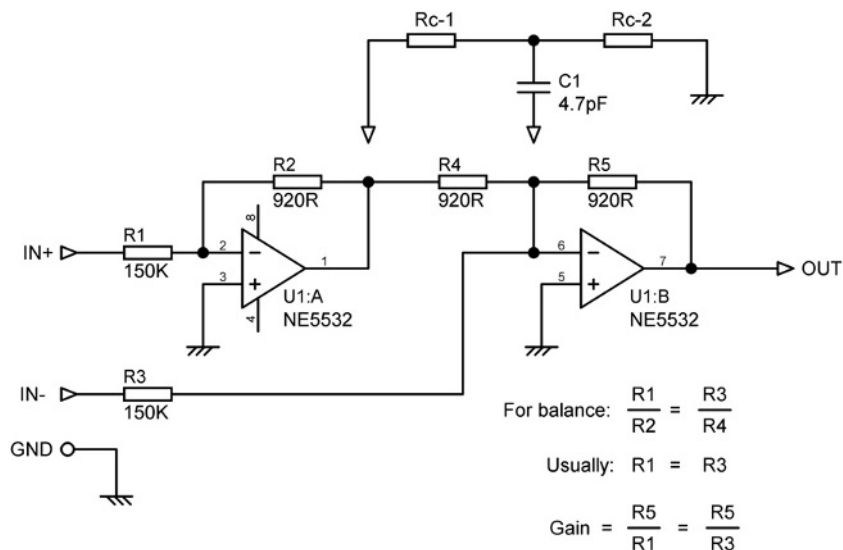 Rc-1
Rc-2
C1
4.7pF
R2
920R
R4
920R
R5
920R
IN+
R1
150K
8
2
3
1
4
U1:A
NE5532
6
5
7
U1:B
NE5532
OUT
IN-
R3
150K
GND
For balance: R1 / R2 = R3 / R4
Usually: R1 = R3
Gain = R5 / R1 = R5 / R3